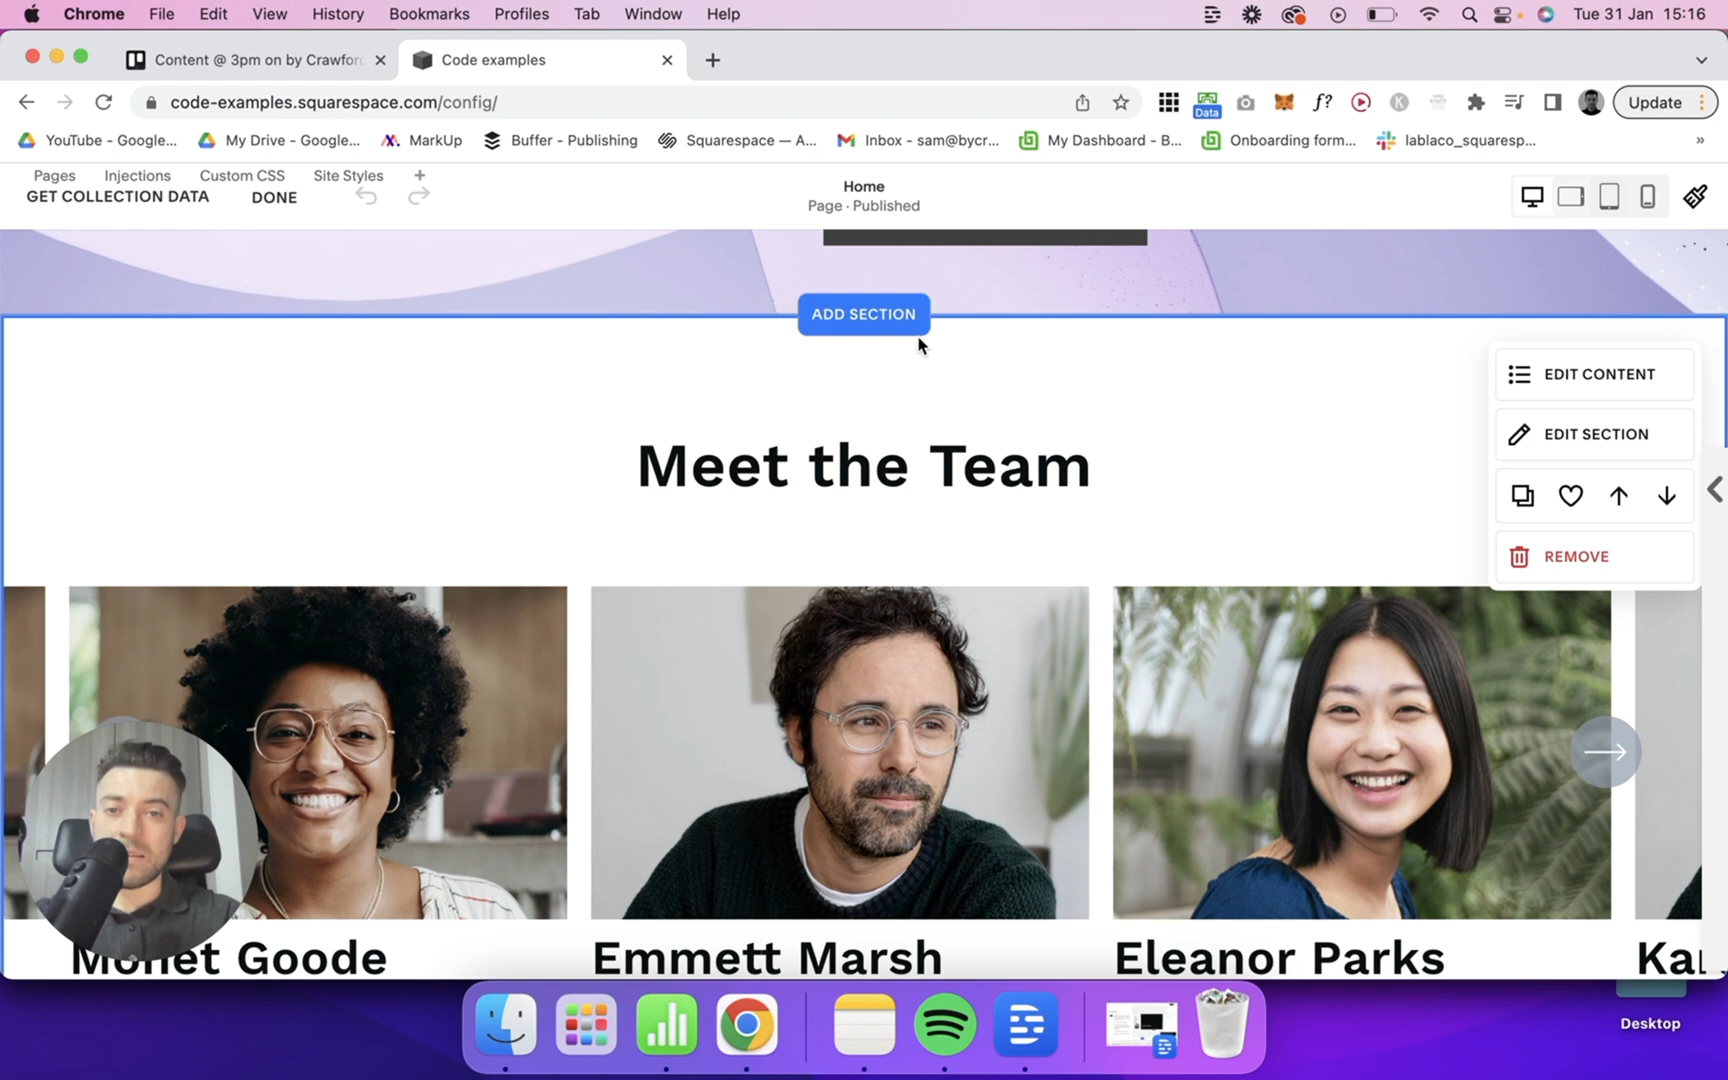 Chrome File Edit View History Bookmarks Profiles Tab Window Help Tue 31 Jan 15:16
Content @ 3pm on by Crawford
Code examples
code-examples.squarespace.com/config/
f?
Data
K
Update
YouTube - Google...
My Drive - Google...
MarkUp
Buffer - Publishing
Squarespace — A...
Inbox - sam@bycr...
My Dashboard - B...
Onboarding form...
lablaco_squaresp...
»
Pages Injections Custom CSS Site Styles +
GET COLLECTION DATA DONE
Home
Page · Published
ADD SECTION
EDIT CONTENT
Meet the Team
EDIT SECTION
REMOVE
Monet Goode
Emmett Marsh
Eleanor Parks
Ka
Desktop